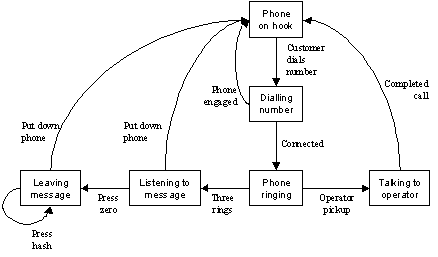 Phone
on hook
Customer
dials
number
Phone
engaged
Completed
call
Dialling
number
Put down
phone
Put down
phone
Connected
Leaving
message
Listening to
message
Phone
ringing
Talking to
operator
Press
zero
Three
rings
Operator
pickup
Press
hash